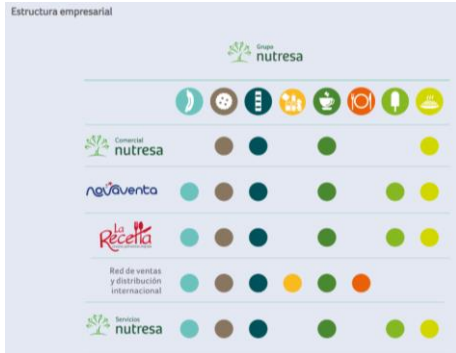 Estructura empresarial
Grupo
nutresa
Comercial
nutresa
novaventa
La
Receta
Red de ventas
y distribución
internacional
Servicios
nutresa